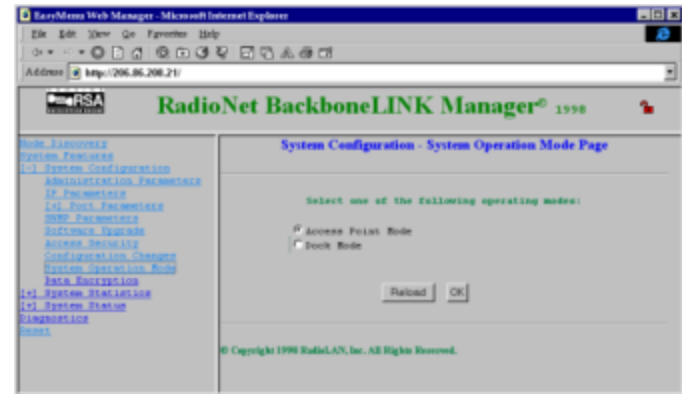 EasyMenu Web Manager - Microsoft Internet Explorer
File Edit View Go Favorites Help
Address http://206.86.200.21/
RSA
RadioNet BackboneLINK Manager© 1998
Node Discovery
System Features
[-] System Configuration
Administration Parameters
IP Parameters
[+] Port Parameters
SNMP Parameters
Software Upgrade
Access Security
Configuration Changes
System Operation Mode
Data Encryption
[+] System Statistics
[+] System Status
Diagnostics
Reset
System Configuration - System Operation Mode Page
Select one of the following operating modes:
Access Point Mode
Dock Mode
Reload OK
© Copyright 1998 RadioLAN, Inc. All Rights Reserved.